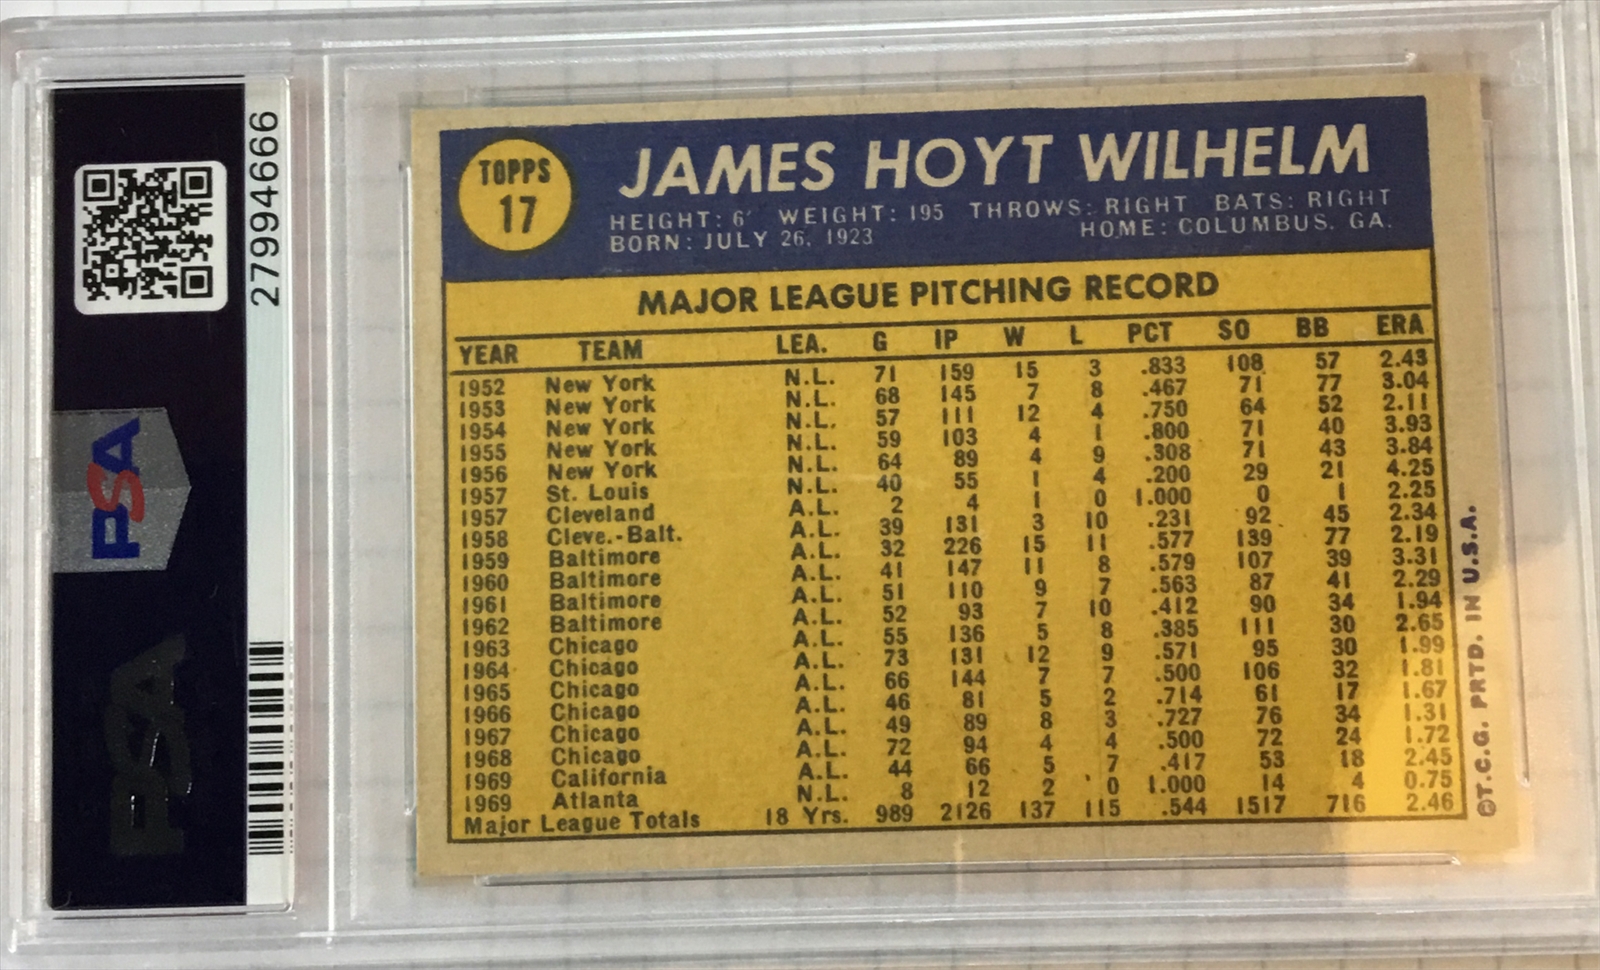 27994666
PSA
PSA
TOPPS
17
JAMES HOYT WILHELM
HEIGHT: 6' WEIGHT: 195 THROWS: RIGHT BATS: RIGHT
BORN: JULY 26, 1923 HOME: COLUMBUS, GA.
MAJOR LEAGUE PITCHING RECORD
YEAR TEAM LEA. G IP W L PCT SO BB ERA
1952 New York N.L. 71 159 15 3 .833 108 57 2.43
1953 New York N.L. 68 145 7 8 .467 71 77 3.04
1954 New York N.L. 57 111 12 4 .750 64 52 2.11
1955 New York N.L. 59 103 4 1 .800 71 40 3.93
1956 New York N.L. 64 89 4 9 .308 71 43 3.84
1957 St. Louis N.L. 40 55 1 4 .200 29 21 4.25
1957 Cleveland A.L. 2 4 1 0 1.000 0 1 2.25
1958 Cleve.-Balt. A.L. 39 131 3 10 .231 92 45 2.34
1959 Baltimore A.L. 32 226 15 11 .577 139 77 2.19
1960 Baltimore A.L. 41 147 11 8 .579 107 39 3.31
1961 Baltimore A.L. 51 110 9 7 .563 87 41 2.29
1962 Baltimore A.L. 52 93 7 10 .412 90 34 1.94
1963 Chicago A.L. 55 136 5 8 .385 111 30 2.65
1964 Chicago A.L. 73 131 12 9 .571 95 30 1.99
1965 Chicago A.L. 66 144 7 7 .500 106 32 1.81
1966 Chicago A.L. 46 81 5 2 .714 61 17 1.67
1967 Chicago A.L. 49 89 8 3 .727 76 34 1.31
1968 Chicago A.L. 72 94 4 4 .500 72 24 1.72
1969 California A.L. 44 66 5 7 .417 53 18 2.45
1969 Atlanta N.L. 8 12 2 0 1.000 14 4 0.75
Major League Totals 18 Yrs. 989 2126 137 115 .544 1517 716 2.46
©T.C.G. PRTD. IN U.S.A.